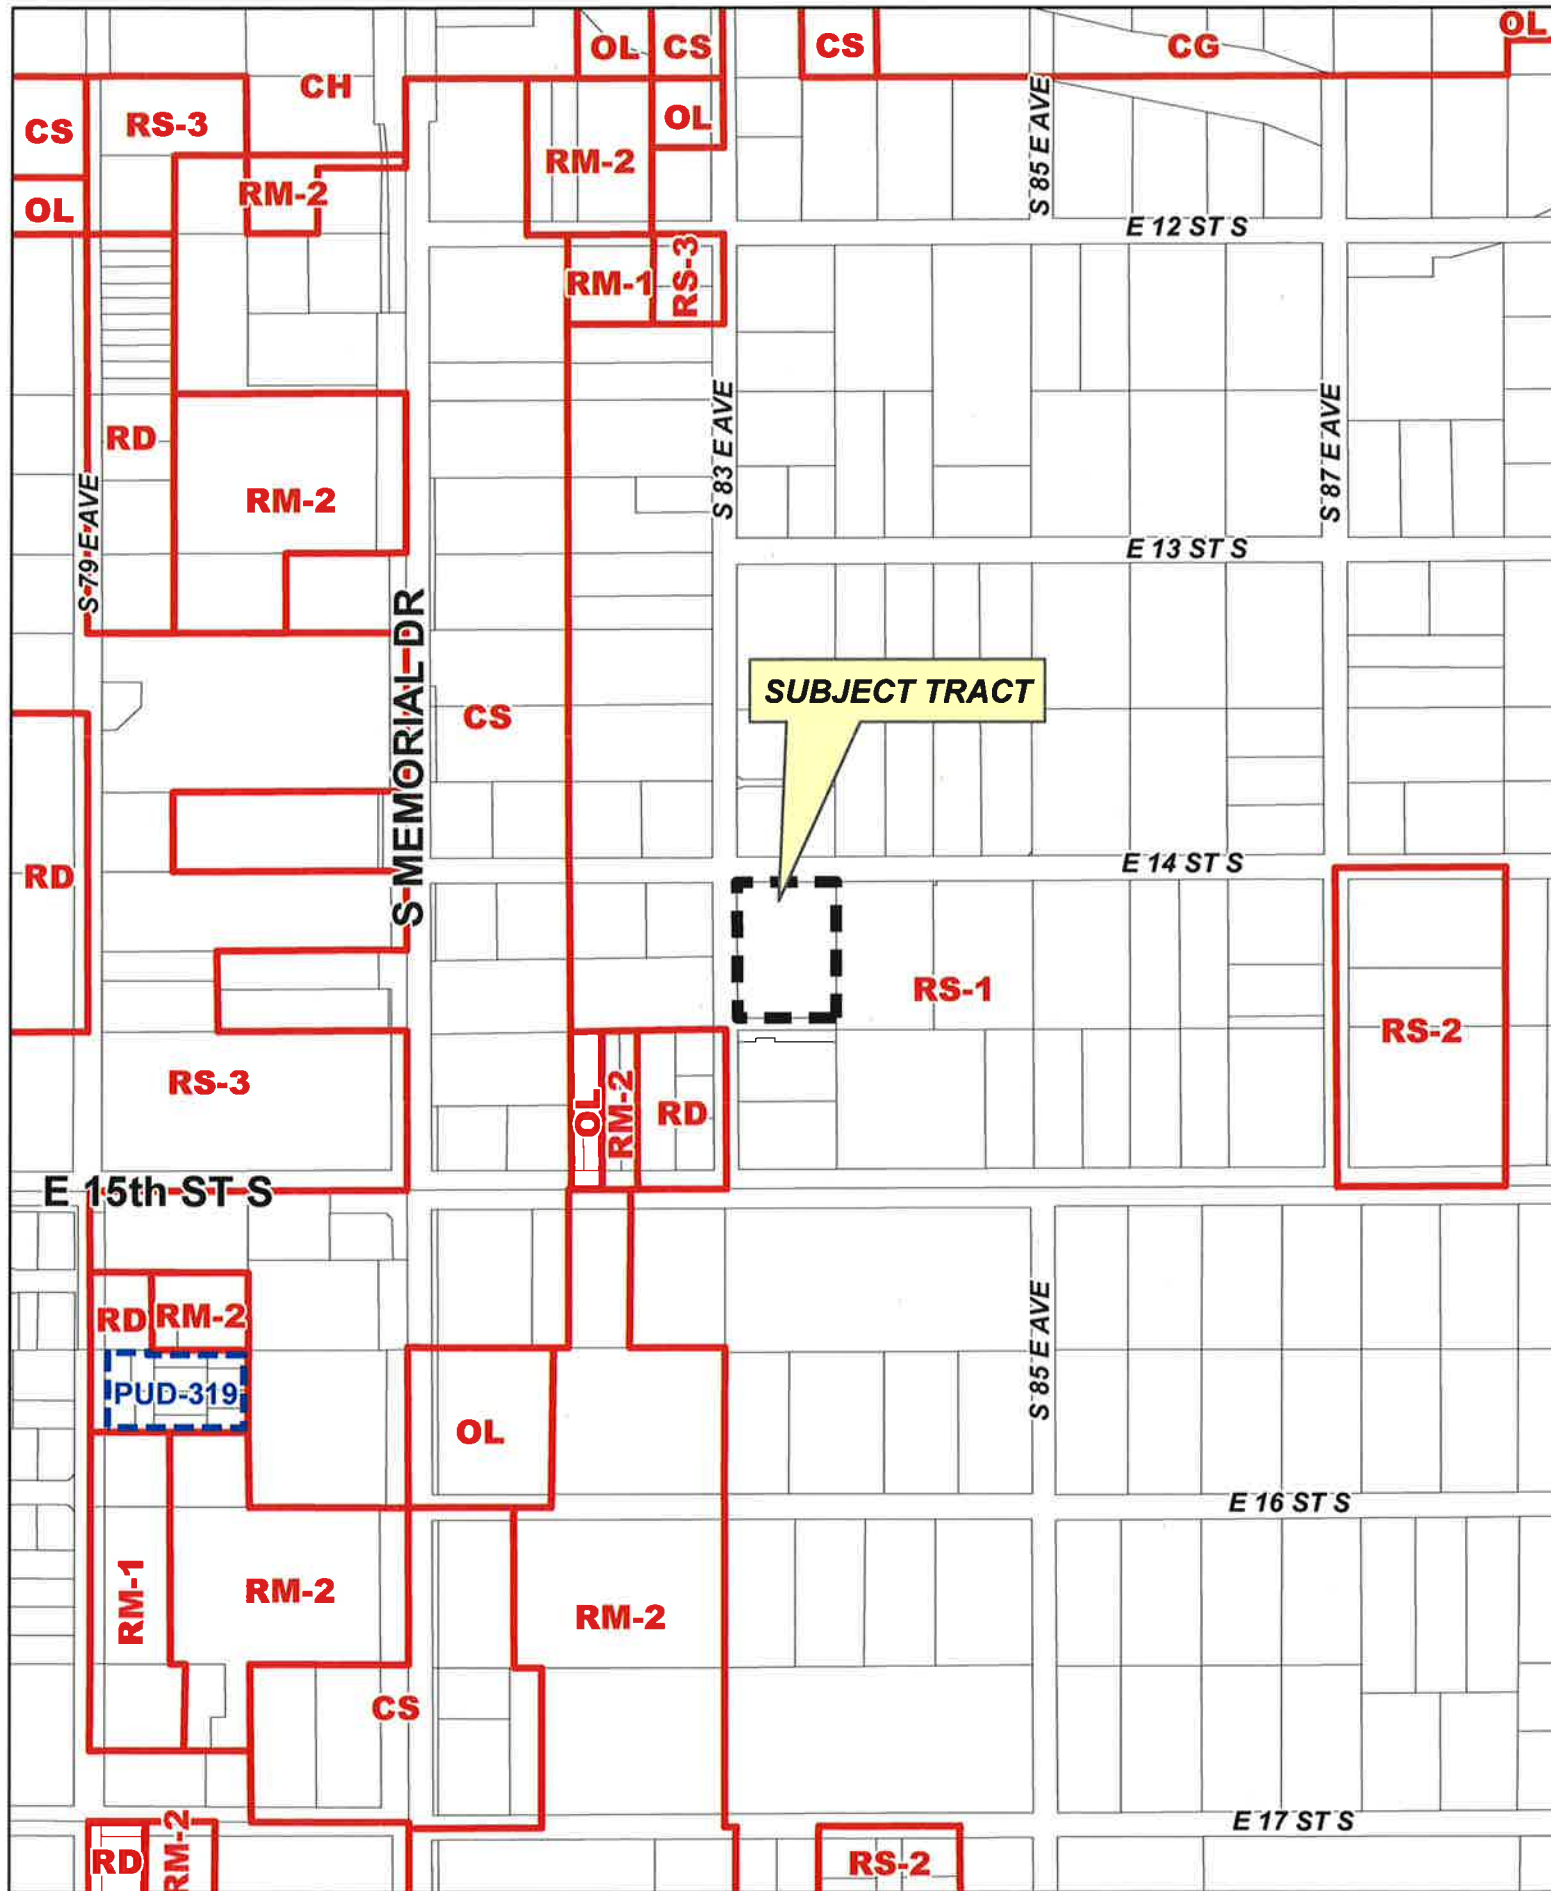 OL
CS
CS
CG
OL
CH
CS
RS-3
OL
RM-2
S 85 E AVE
RM-2
OL
E 12 ST S
RM-1
RS-3
RD
S 83 E AVE
S 87 E AVE
RM-2
S 79 E AVE
E 13 ST S
S MEMORIAL DR
SUBJECT TRACT
CS
RD
E 14 ST S
RS-1
RS-2
RS-3
OL
RM-2
RD
E 15th ST S
RD
RM-2
S 85 E AVE
PUD-319
OL
E 16 ST S
RM-1
RM-2
RM-2
CS
E 17 ST S
RD
RM-2
RS-2